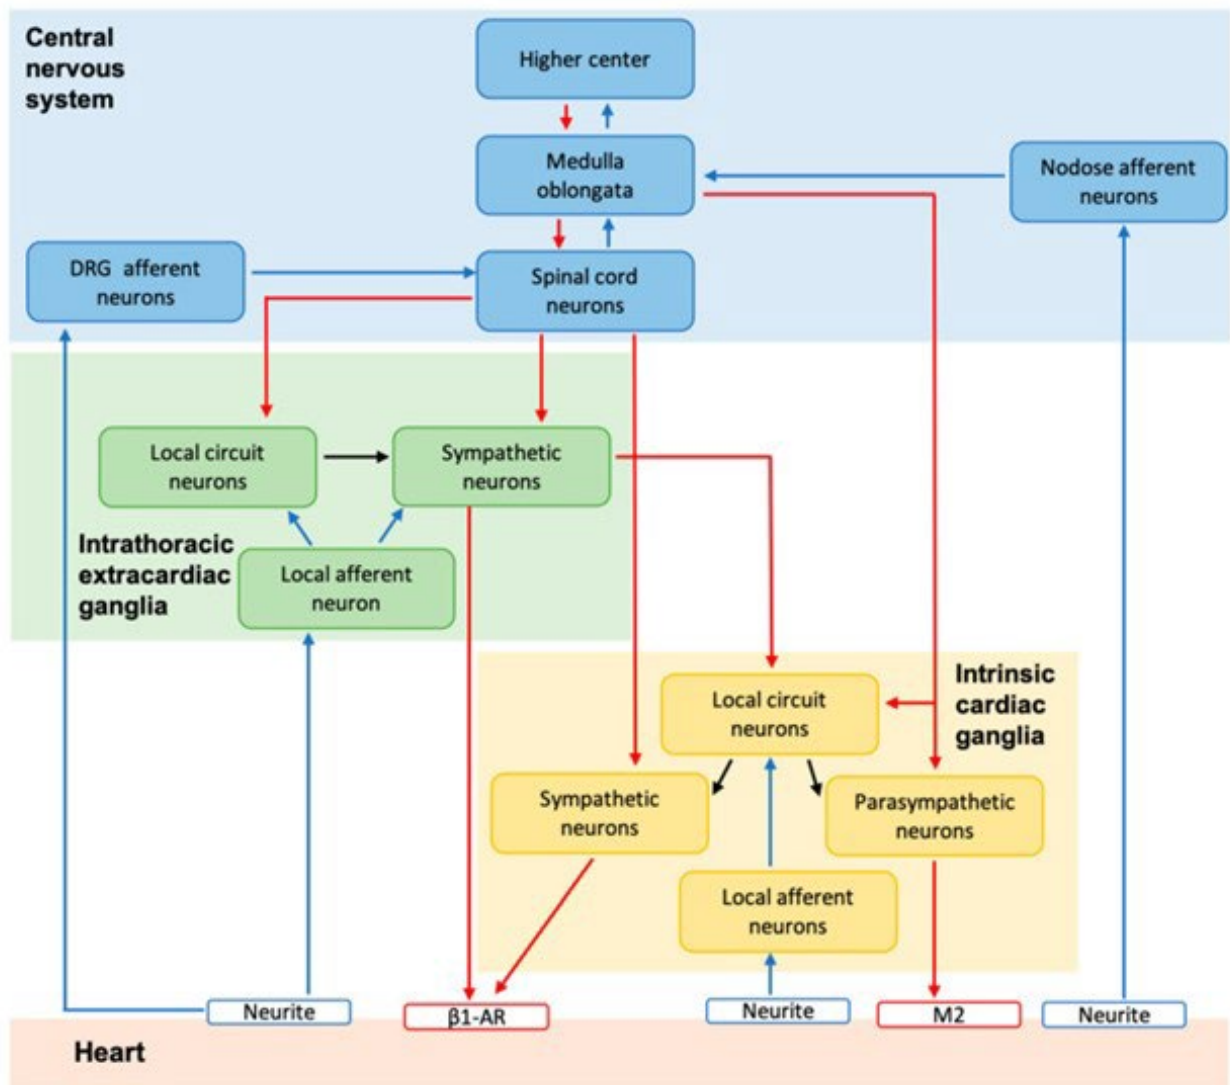 Central
nervous
system
Higher center
Medulla
oblongata
Nodose afferent
neurons
DRG afferent
neurons
Spinal cord
neurons
Local circuit
neurons
Sympathetic
neurons
Intrathoracic
extracardiac
ganglia
Local afferent
neuron
Local circuit
neurons
Intrinsic
cardiac
ganglia
Sympathetic
neurons
Parasympathetic
neurons
Local afferent
neurons
Neurite
β1-AR
Neurite
M2
Neurite
Heart